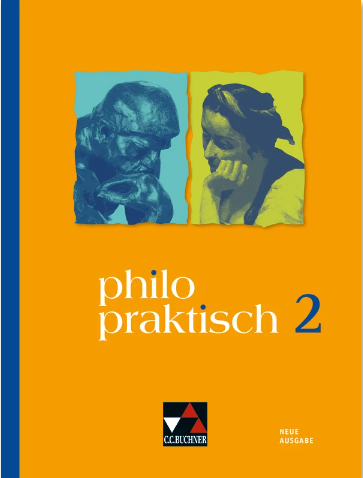 philo
praktisch 2
C.C.BUCHNER
NEUE
AUSGABE